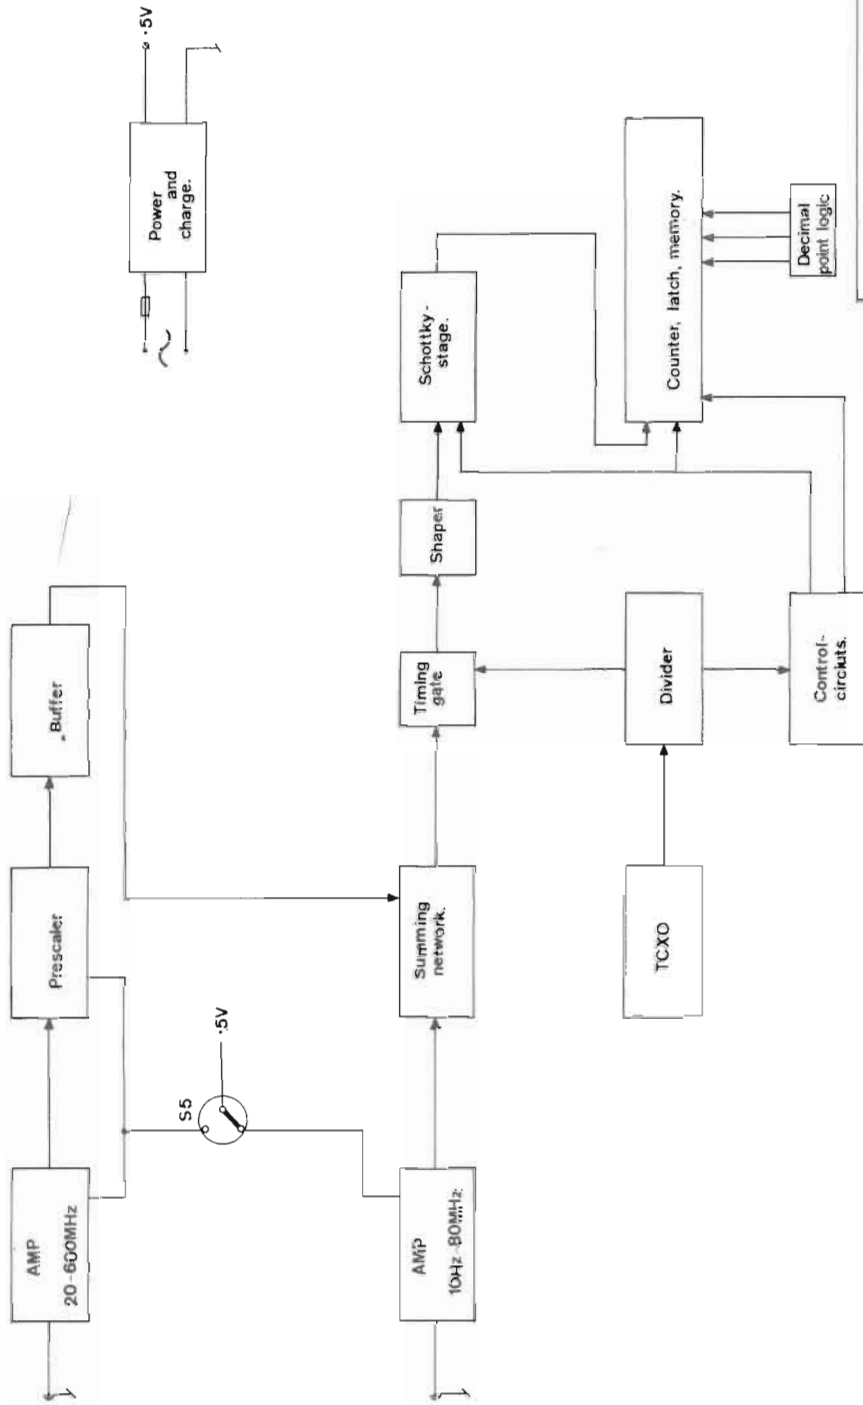 AMP
20-600MHz
Prescaler
Buffer
S5
·5V
Power
and
charge.
·5V
AMP
10Hz-80MHz
Summing
network.
Timing
gate
Shaper
Schottky-
stage.
TCXO
Divider
Counter, latch, memory.
Control-
circiuts.
Decimal
point logic